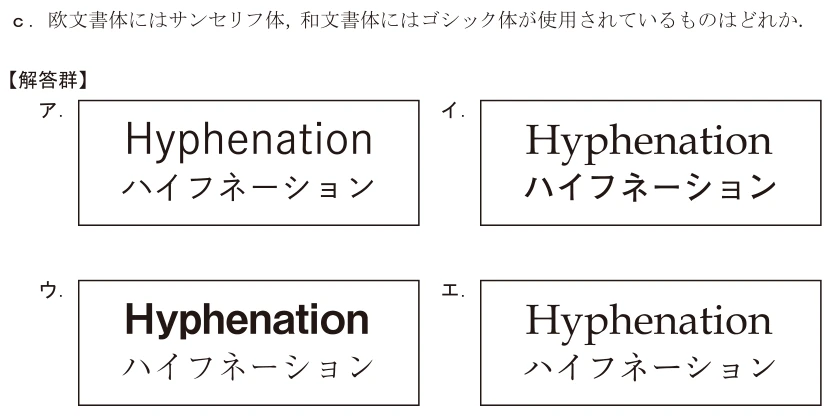 c． 欧文書体にはサンセリフ体，和文書体にはゴシック体が使用されているものはどれか．
【解答群】
ア．
Hyphenation
ハイフネーション
イ．
Hyphenation
ハイフネーション
ウ．
Hyphenation
ハイフネーション
エ．
Hyphenation
ハイフネーション